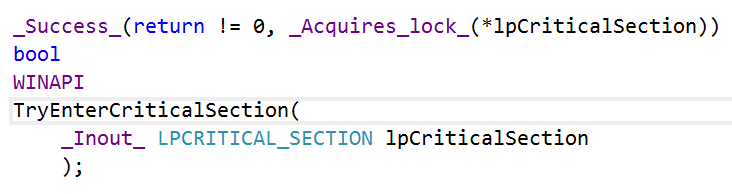 _Success_(return != 0, _Acquires_lock_(*lpCriticalSection))
bool
WINAPI
TryEnterCriticalSection(
    _Inout_ LPCRITICAL_SECTION lpCriticalSection
    );